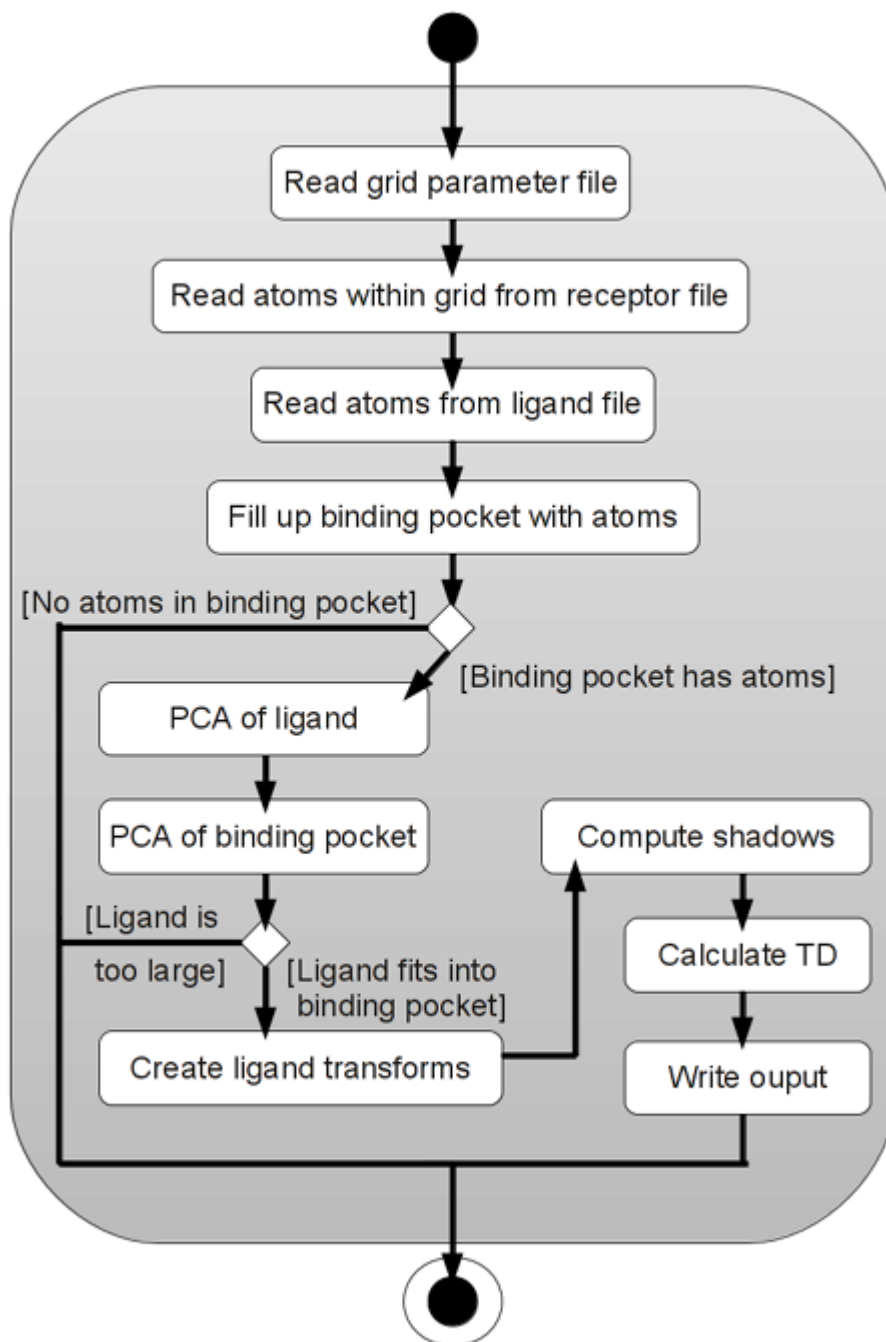 Read grid parameter file
Read atoms within grid from receptor file
Read atoms from ligand file
Fill up binding pocket with atoms
[No atoms in binding pocket]
[Binding pocket has atoms]
PCA of ligand
PCA of binding pocket
[Ligand is
too large]
[Ligand fits into
binding pocket]
Create ligand transforms
Compute shadows
Calculate TD
Write ouput